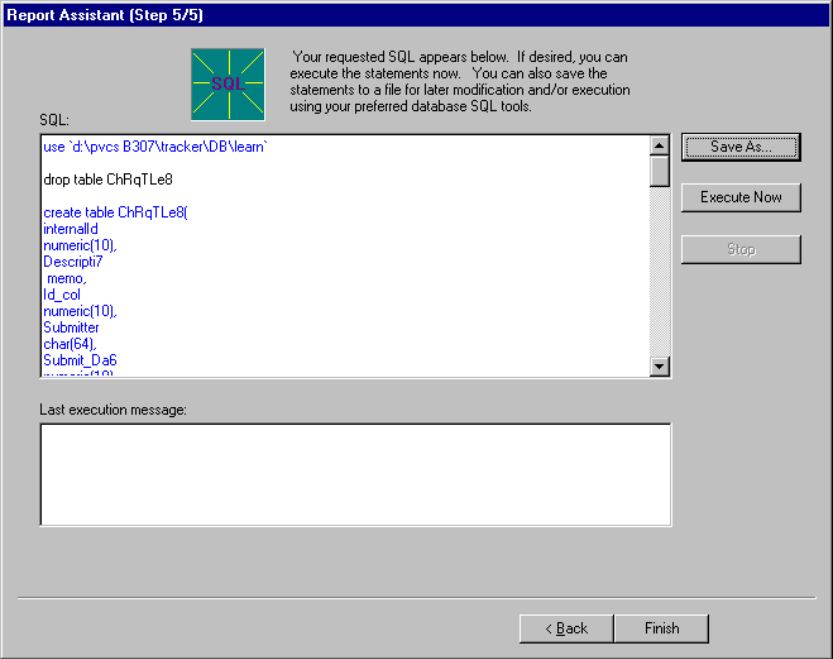 Report Assistant (Step 5/5)
SQL
Your requested SQL appears below. If desired, you can
execute the statements now. You can also save the
statements to a file for later modification and/or execution
using your preferred database SQL tools.
SQL:
use `d:\pvcs B307\tracker\DB\learn`
drop table ChRqTLe8
create table ChRqTLe8(
internalId
numeric(10),
Descripti7
memo,
Id_col
numeric(10),
Submitter
char(64),
Submit_Da6
numeric(10)
Save As...
Execute Now
Stop
Last execution message:
< Back
Finish